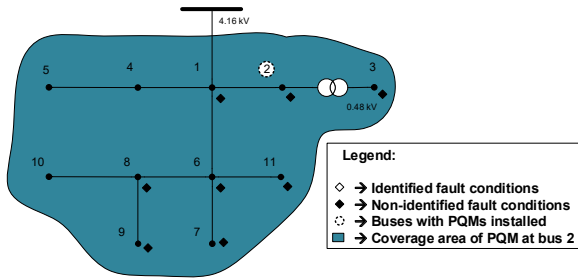 4.16 kV
5 4 1 2 3
0.48 kV
10 8 6 11
9 7
Legend:
→ Identified fault conditions
→ Non-identified fault conditions
→ Buses with PQMs installed
→ Coverage area of PQM at bus 2